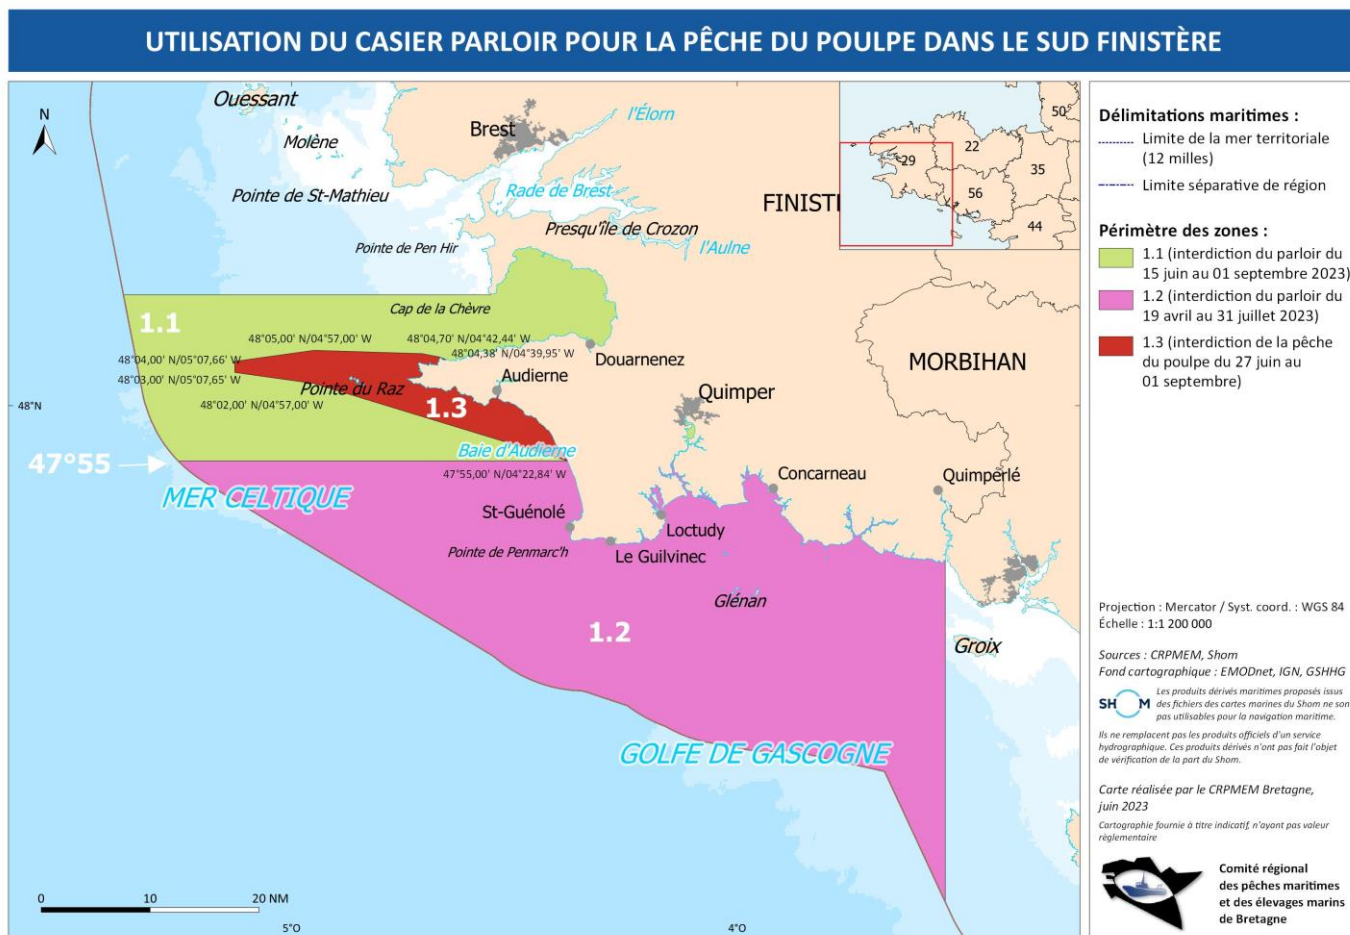 UTILISATION DU CASIER PARLOIR POUR LA PÊCHE DU POULPE DANS LE SUD FINISTÈRE
N
Ouessant
Molène
Pointe de St-Mathieu
Brest
l'Élorn
Rade de Brest
Presqu'île de Crozon
l'Aulne
Pointe de Pen Hir
FINISTÈ
29
22
35
50
56
44
Cap de la Chèvre
1.1
48°05,00' N/04°57,00' W
48°04,70' N/04°42,44' W
48°04,00' N/05°07,66' W
48°04,38' N/04°39,95' W
48°03,00' N/05°07,65' W
Douarnenez
Audierne
Pointe du Raz
1.3
48°02,00' N/04°57,00' W
MORBIHAN
Quimper
48°N
47°55
Baie d'Audierne
47°55,00' N/04°22,84' W
MER CELTIQUE
Concarneau
Quimperlé
St-Guénolé
Loctudy
Pointe de Penmarc'h
Le Guilvinec
Glénan
1.2
Groix
GOLFE DE GASCOGNE
0 10 20 NM
5°O
4°O
Délimitations maritimes :
Limite de la mer territoriale
(12 milles)
Limite séparative de région
Périmètre des zones :
1.1 (interdiction du parloir du
15 juin au 01 septembre 2023)
1.2 (interdiction du parloir du
19 avril au 31 juillet 2023)
1.3 (interdiction de la pêche
du poulpe du 27 juin au
01 septembre)
Projection : Mercator / Syst. coord. : WGS 84
Échelle : 1:1 200 000
Sources : CRPMEM, Shom
Fond cartographique : EMODnet, IGN, GSHHG
SHOM
Les produits dérivés maritimes proposés issus
des fichiers des cartes marines du Shom ne son
pas utilisables pour la navigation maritime.
Ils ne remplacent pas les produits officiels d'un service
hydrographique. Ces produits dérivés n'ont pas fait l'objet
de vérification de la part du Shom.
Carte réalisée par le CRPMEM Bretagne,
juin 2023
Cartographie fournie à titre indicatif, n'ayant pas valeur
règlementaire
Comité régional
des pêches maritimes
et des élevages marins
de Bretagne